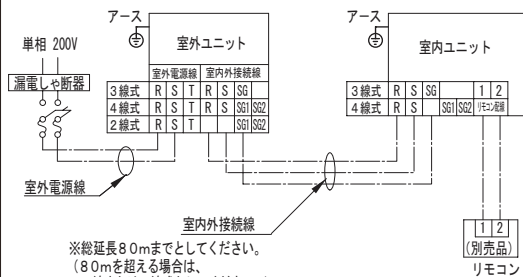 アース
単相 200V
漏電しゃ断器
室外ユニット
室外電源線 室内外接続線
3線式 R S T R S SG
4線式 R S T R S SG1 SG2
2線式 R S SG1 SG2
室外電源線
室内外接続線
アース
室内ユニット
3線式 R S SG 1 2
4線式 R S SG1 SG2 リモコン配線
1 2
(別売品)
リモコン
※総延長80mまでとしてください。
(80mを超える場合は、